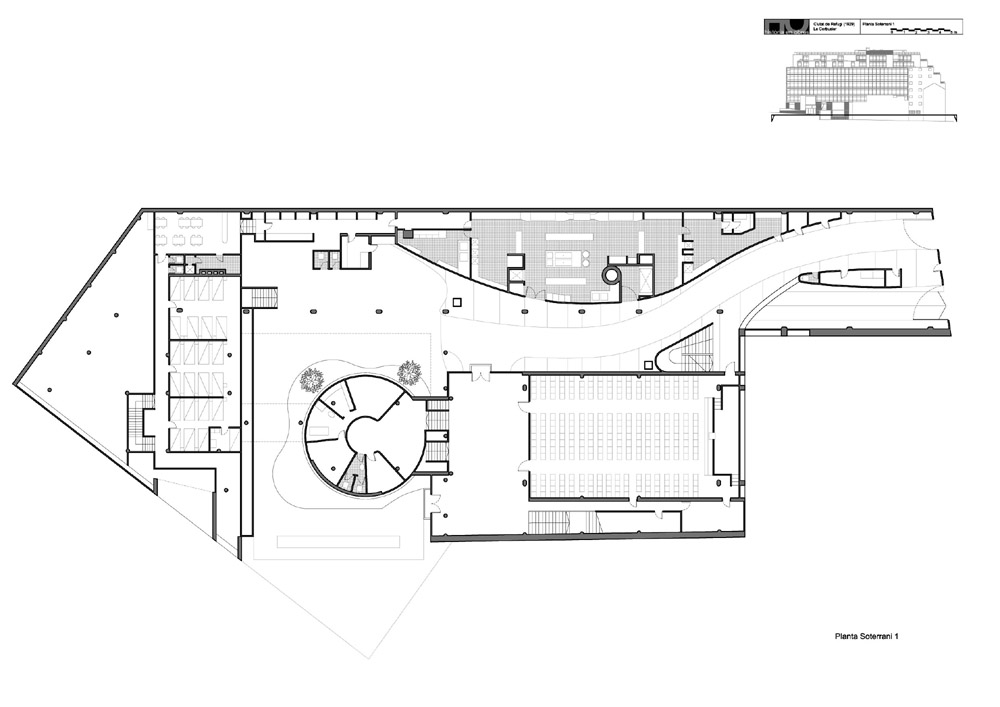 Ciutat de Refugi (1929)
Le Corbusier
Planta Soterrani 1
Planta Soterrani 1